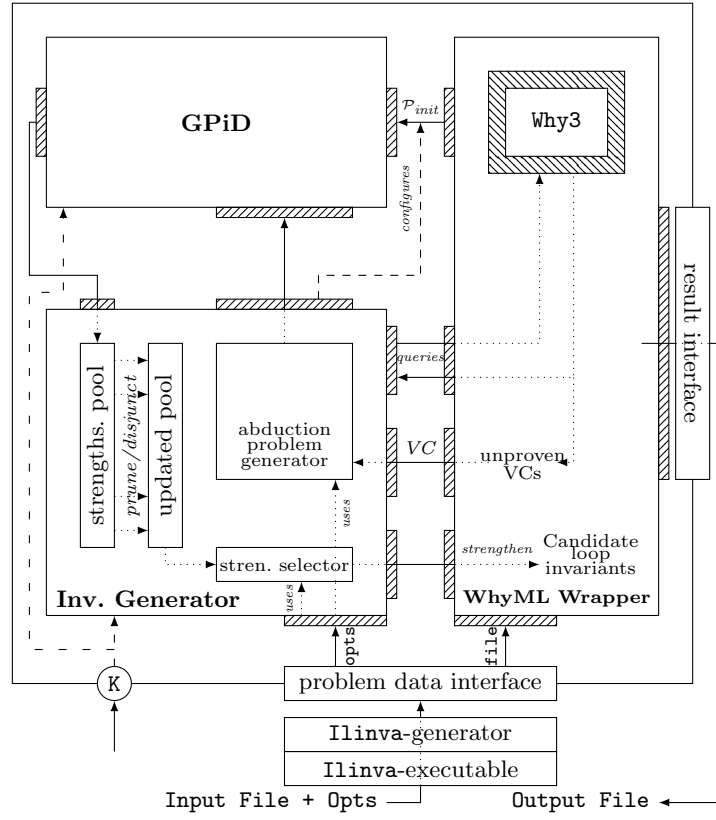 GPiD
𝒫init
Why3
configures
result interface
queries
strengths. pool
prune/disjunct
updated pool
abduction
problem
generator
VC
unproven
VCs
uses
strengthen
Candidate
loop
invariants
stren. selector
uses
Inv. Generator
WhyML Wrapper
opts
file
K
problem data interface
Ilinva-generator
Ilinva-executable
Input File + Opts
Output File